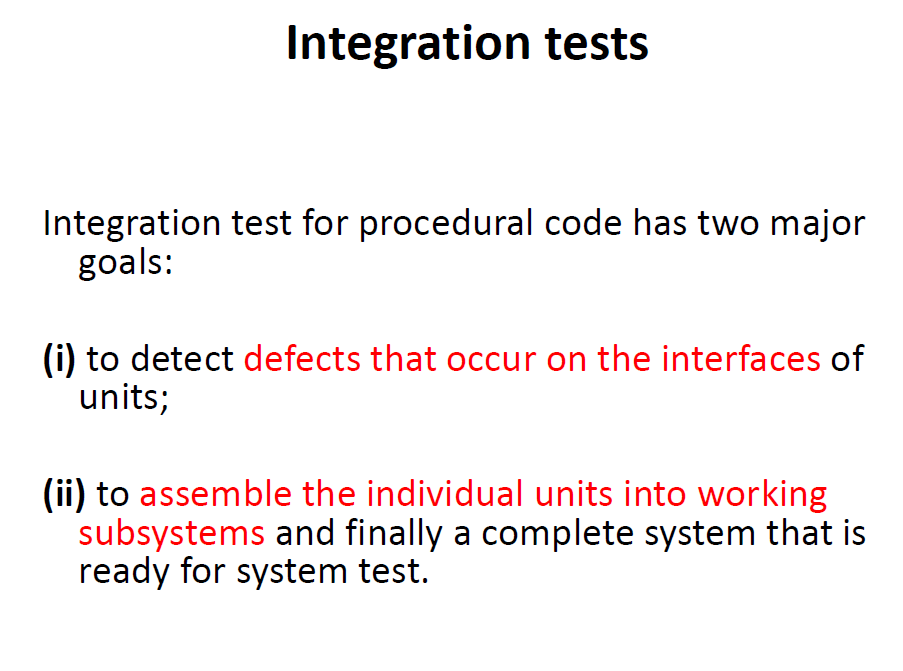 Integration tests
Integration test for procedural code has two major
goals:
(i) to detect defects that occur on the interfaces of
units;
(ii) to assemble the individual units into working
subsystems and finally a complete system that is
ready for system test.